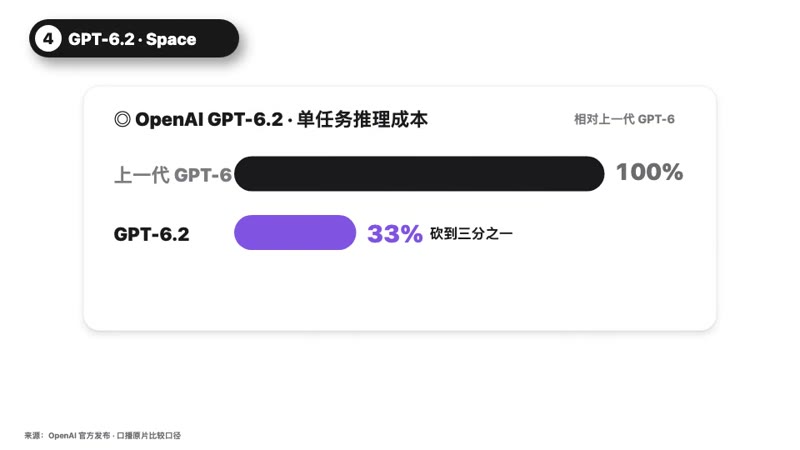 4 GPT-6.2 · Space
◎ OpenAI GPT-6.2 · 单任务推理成本
相对上一代 GPT-6
上一代 GPT-6
100%
GPT-6.2
33% 砍到三分之一
来源：OpenAI 官方发布 · 口播原片比较口径